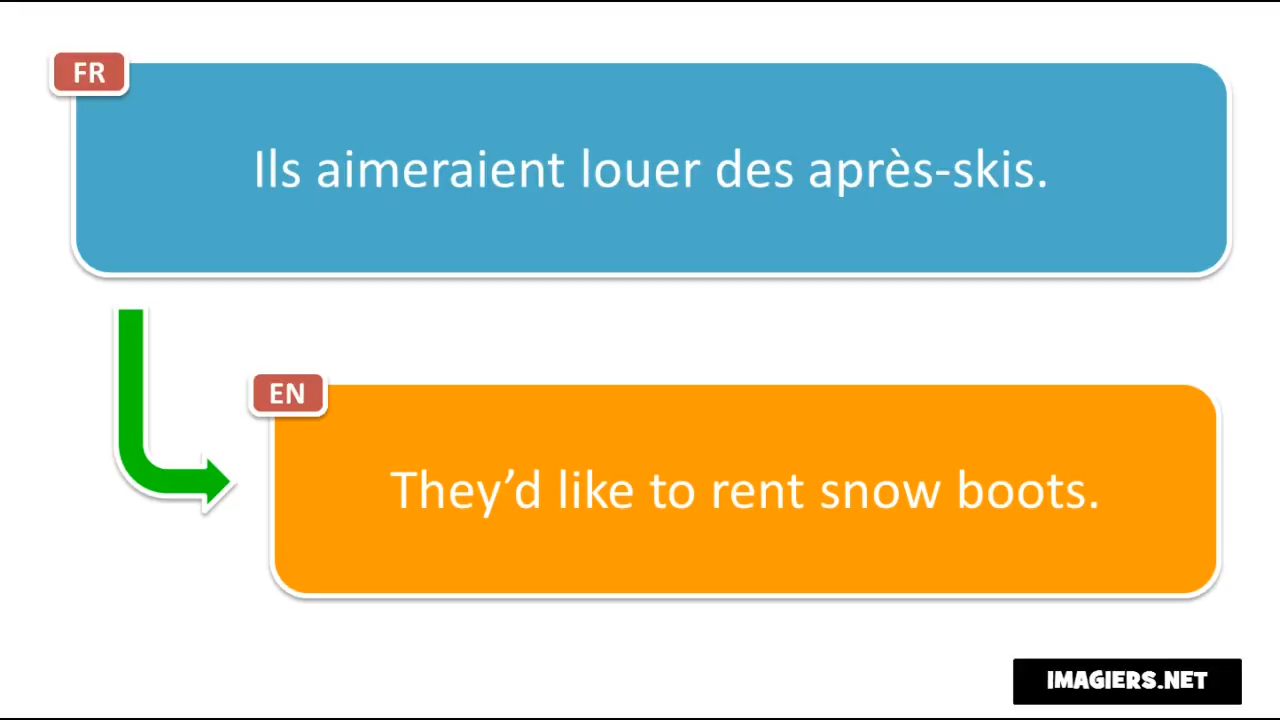 FR
Ils aimeraient louer des après-skis.
EN
They’d like to rent snow boots.
IMAGIERS.NET